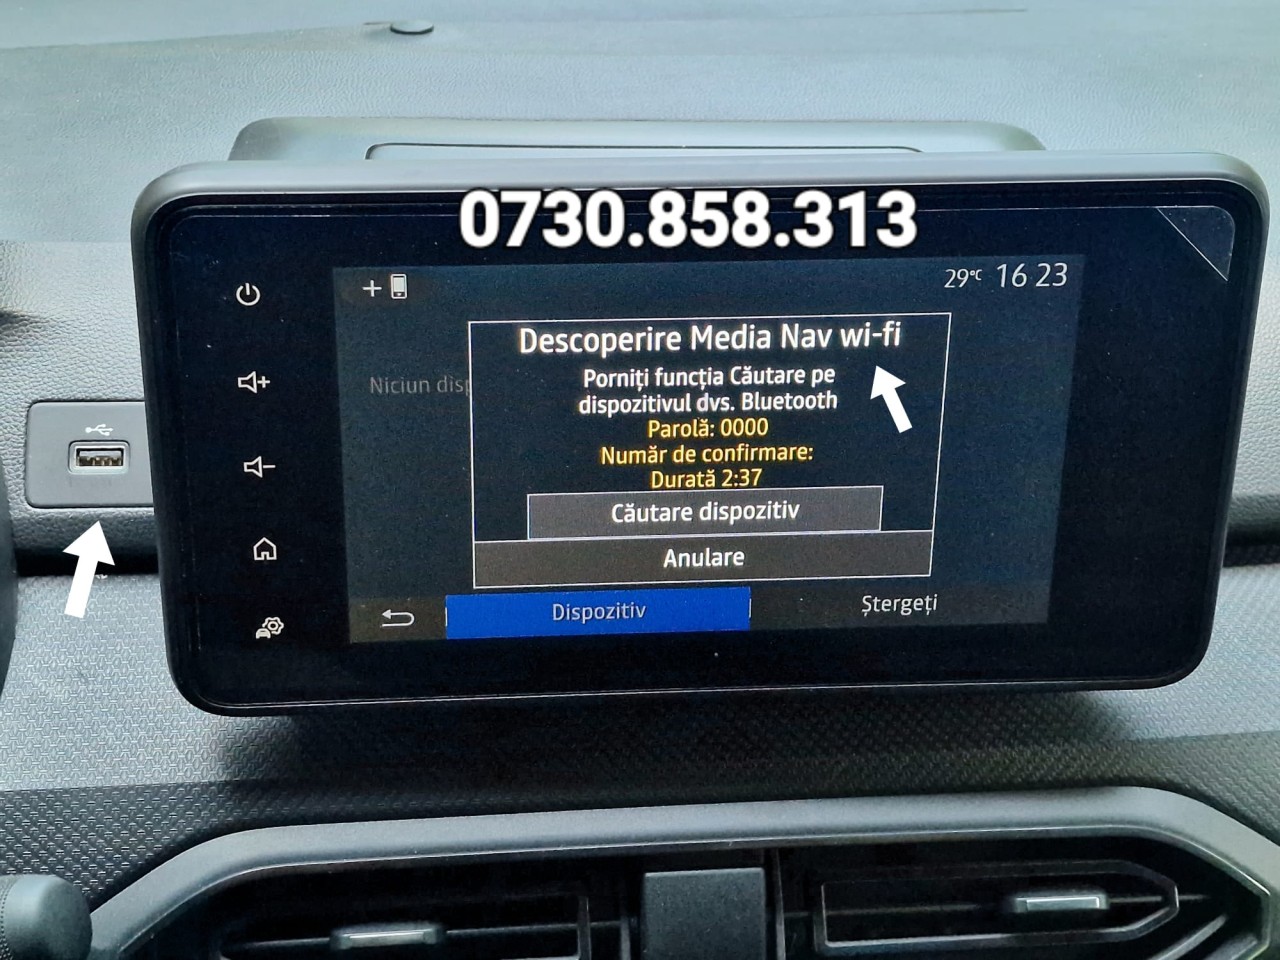 0730.858.313
29°C 16 23
Descoperire Media Nav wi-fi
Niciun disp
Porniți funcția Căutare pe
dispozitivul dvs. Bluetooth
Parolă: 0000
Număr de confirmare:
Durată 2:37
Căutare dispozitiv
Anulare
Dispozitiv
Ștergeți